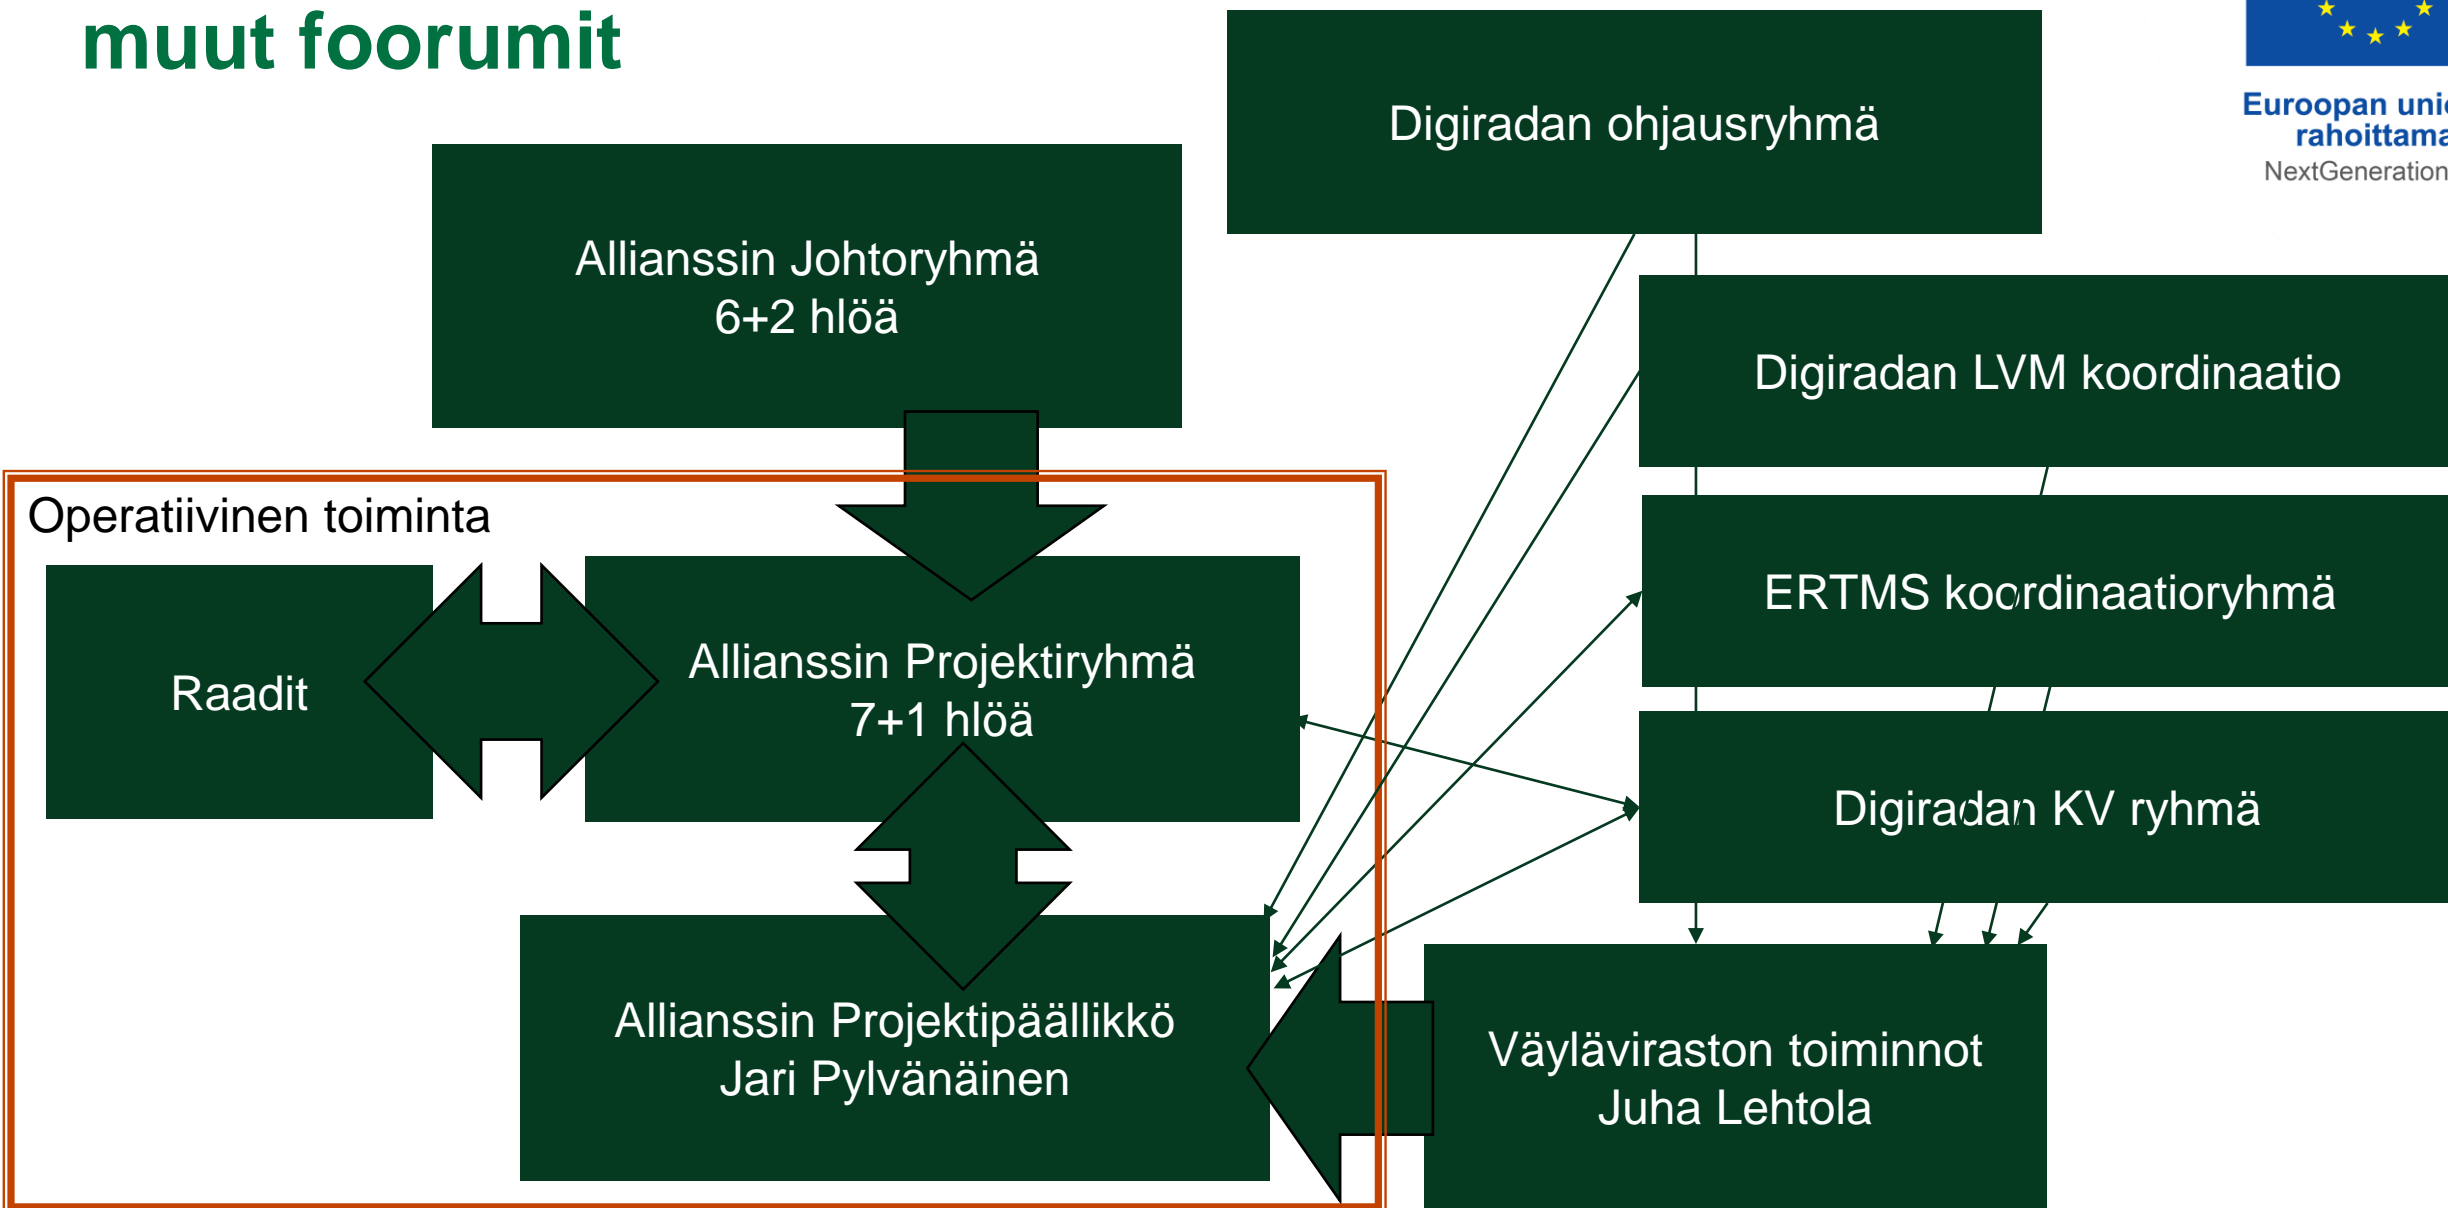 muut foorumit
Digiradan ohjausryhmä
Euroopan
rahoittama
NextGeneration
Allianssin Johtoryhmä
6+2 hlöä
Digiradan LVM koordinaatio
Operatiivinen toiminta
ERTMS koordinaatioryhmä
Raadit
Allianssin Projektiryhmä
7+1 hlöä
Digiradan KV ryhmä
Allianssin Projektipäällikkö
Jari Pylvänäinen
Väyläviraston toiminnot
Juha Lehtola